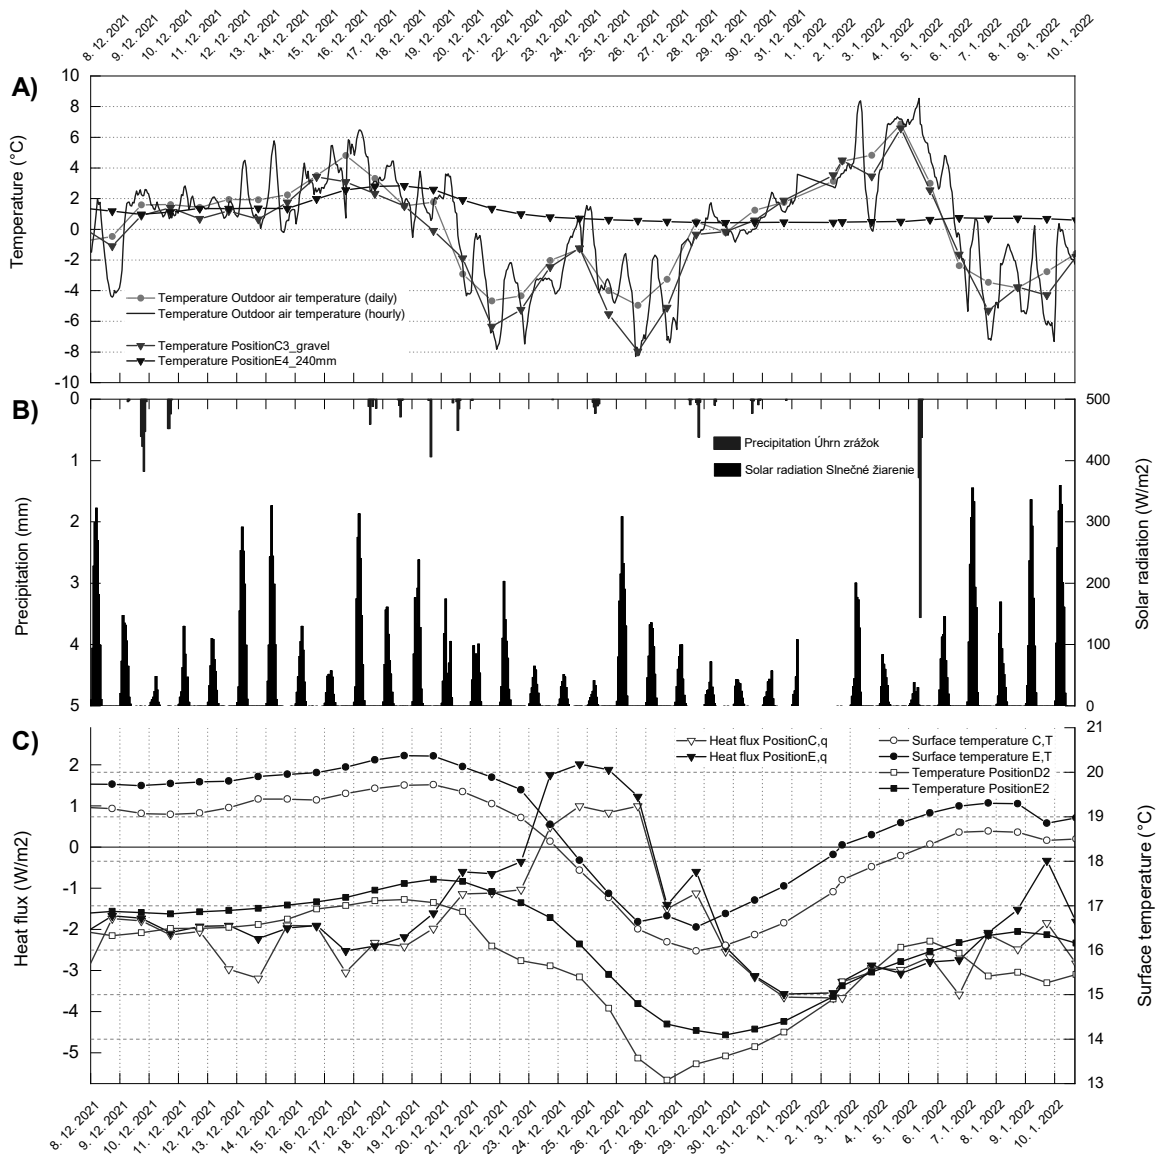 8. 12. 2021
9. 12. 2021
10. 12. 2021
11. 12. 2021
12. 12. 2021
13. 12. 2021
14. 12. 2021
15. 12. 2021
16. 12. 2021
17. 12. 2021
18. 12. 2021
19. 12. 2021
20. 12. 2021
21. 12. 2021
22. 12. 2021
23. 12. 2021
24. 12. 2021
25. 12. 2021
26. 12. 2021
27. 12. 2021
28. 12. 2021
29. 12. 2021
30. 12. 2021
31. 12. 2021
1. 1. 2022
2. 1. 2022
3. 1. 2022
4. 1. 2022
5. 1. 2022
6. 1. 2022
7. 1. 2022
8. 1. 2022
9. 1. 2022
10. 1. 2022
A)
Temperature (°C)
10
8
6
4
2
0
-2
-4
-6
-8
-10
Temperature Outdoor air temperature (daily)
Temperature Outdoor air temperature (hourly)
Temperature PositionC3_gravel
Temperature PositionE4_240mm
B)
Precipitation (mm)
0
1
2
3
4
5
Precipitation Úhrn zrážok
Solar radiation Slnečné žiarenie
500
400
300
200
100
0
Solar radiation (W/m2)
C)
Heat flux (W/m2)
2
1
0
-1
-2
-3
-4
-5
Heat flux PositionC,q
Heat flux PositionE,q
Surface temperature C,T
Surface temperature E,T
Temperature PositionD2
Temperature PositionE2
21
20
19
18
17
16
15
14
13
Surface temperature (°C)
8. 12. 2021
9. 12. 2021
10. 12. 2021
11. 12. 2021
12. 12. 2021
13. 12. 2021
14. 12. 2021
15. 12. 2021
16. 12. 2021
17. 12. 2021
18. 12. 2021
19. 12. 2021
20. 12. 2021
21. 12. 2021
22. 12. 2021
23. 12. 2021
24. 12. 2021
25. 12. 2021
26. 12. 2021
27. 12. 2021
28. 12. 2021
29. 12. 2021
30. 12. 2021
31. 12. 2021
1. 1. 2022
2. 1. 2022
3. 1. 2022
4. 1. 2022
5. 1. 2022
6. 1. 2022
7. 1. 2022
8. 1. 2022
9. 1. 2022
10. 1. 2022